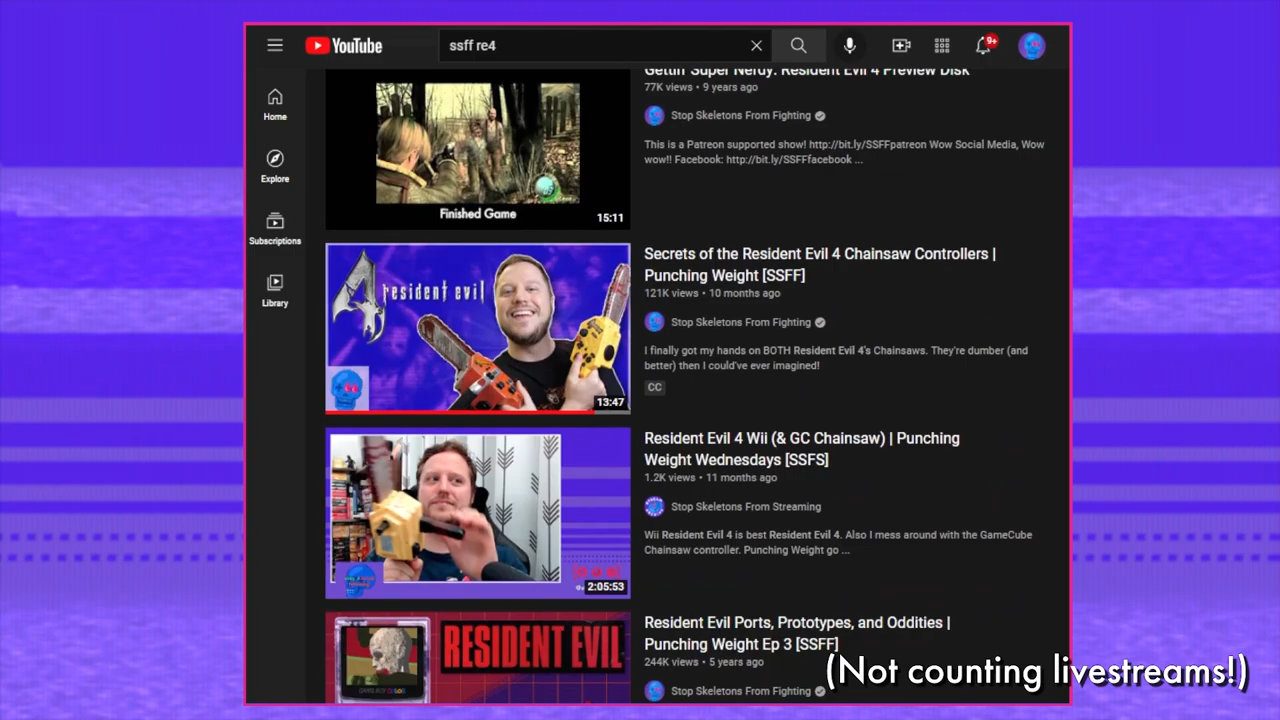 YouTube
ssff re4
9+
Home
Explore
Subscriptions
Library
Gettin' Super Nerdy: Resident Evil 4 Preview Disk
77K views • 9 years ago
Stop Skeletons From Fighting
This is a Patreon supported show! http://bit.ly/SSFFpatreon Wow Social Media, Wow
wow!! Facebook: http://bit.ly/SSFFfacebook ...
Finished Game
15:11
4 resident evil
13:47
Secrets of the Resident Evil 4 Chainsaw Controllers |
Punching Weight [SSFF]
121K views • 10 months ago
Stop Skeletons From Fighting
I finally got my hands on BOTH Resident Evil 4's Chainsaws. They're dumber (and
better) then I could've ever imagined!
CC
2:05:53
Resident Evil 4 Wii (& GC Chainsaw) | Punching
Weight Wednesdays [SSFS]
1.2K views • 11 months ago
Stop Skeletons From Streaming
Wii Resident Evil 4 is best Resident Evil 4. Also I mess around with the GameCube
Chainsaw controller. Punching Weight go ...
RESIDENT EVIL
GAME BOY COLOR
Resident Evil Ports, Prototypes, and Oddities |
Punching Weight Ep 3 [SSFF]
244K views • 5 years ago
Stop Skeletons From Fighting
(Not counting livestreams!)